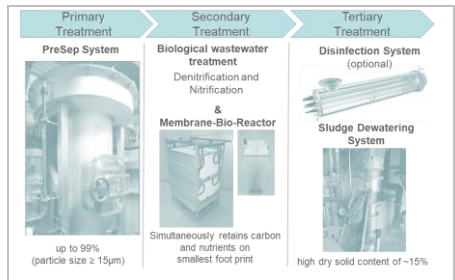 Primary
Treatment
PreSep System
up to 99%
(particle size ≥ 15µm)
Secondary
Treatment
Biological wastewater
treatment
Denitrification and
Nitrification
&
Membrane-Bio-Reactor
Simultaneously retains carbon
and nutrients on
smallest foot print
Tertiary
Treatment
Disinfection System
(optional)
Sludge Dewatering
System
high dry solid content of ~15%